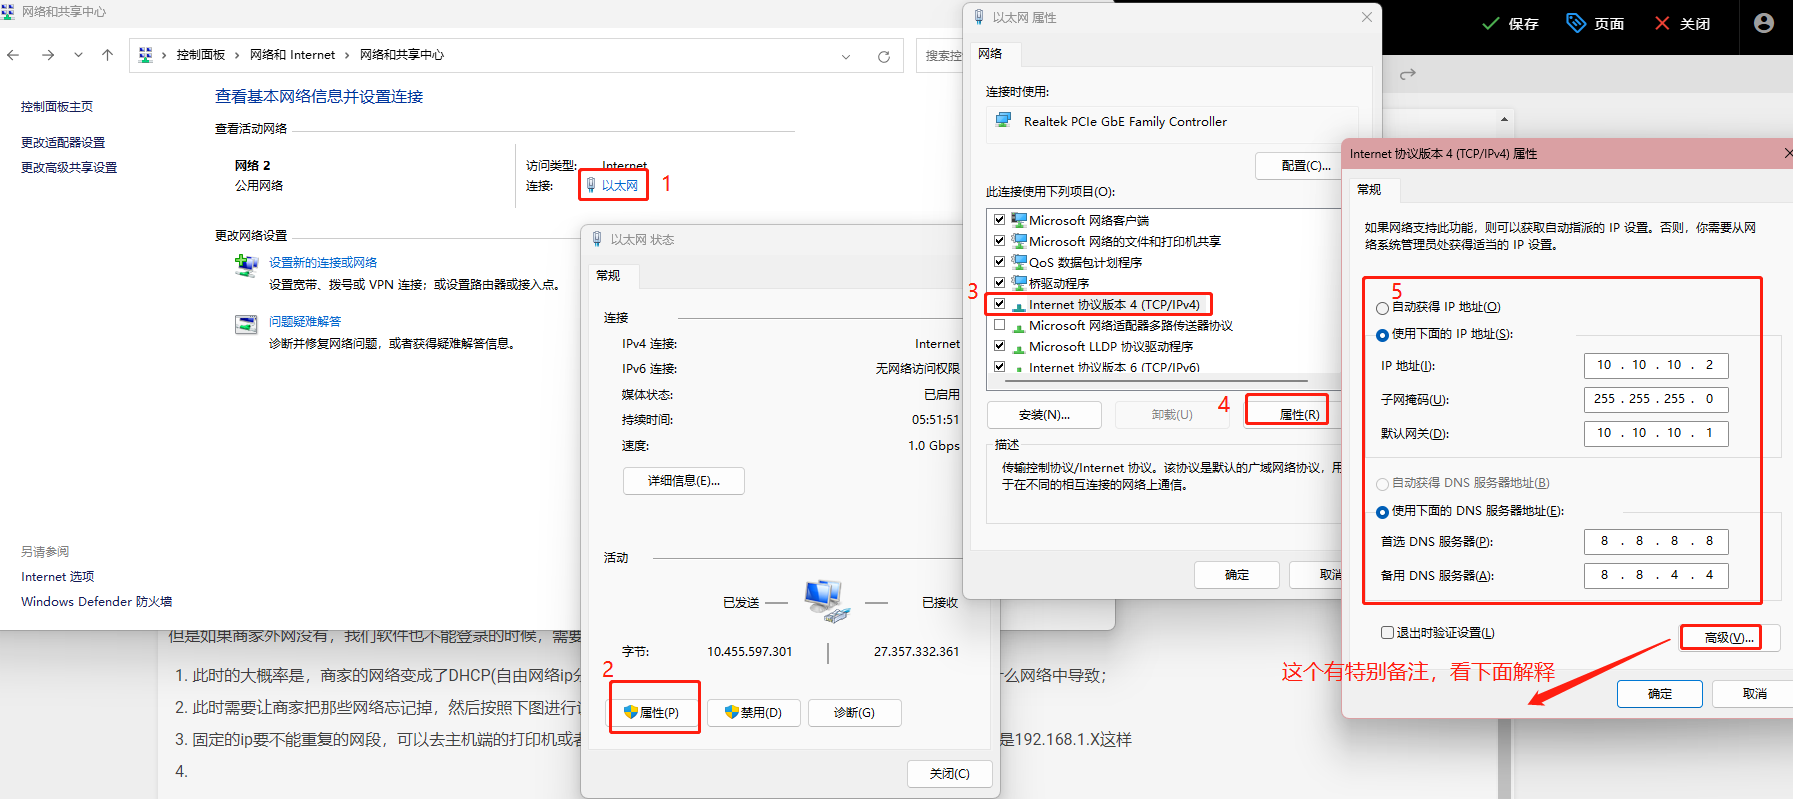 网络和共享中心
控制面板 › 网络和 Internet › 网络和共享中心
搜索控
控制面板主页
更改适配器设置
更改高级共享设置
查看基本网络信息并设置连接
查看活动网络
网络 2
公用网络
访问类型: Internet
连接: 以太网
1
更改网络设置
设置新的连接或网络
设置宽带、拨号或 VPN 连接；或设置路由器或接入点。
问题疑难解答
诊断并修复网络问题，或者获得疑难解答信息。
另请参阅
Internet 选项
Windows Defender 防火墙
以太网 状态
常规
连接
IPv4 连接: Internet
IPv6 连接: 无网络访问权限
媒体状态: 已启用
持续时间: 05:51:51
速度: 1.0 Gbps
详细信息(E)...
活动
已发送 已接收
字节: 10.455.597.301 27.357.332.361
2
属性(P) 禁用(D) 诊断(G)
关闭(C)
以太网 属性
网络
连接时使用:
Realtek PCIe GbE Family Controller
配置(C)...
此连接使用下列项目(O):
Microsoft 网络客户端
Microsoft 网络的文件和打印机共享
QoS 数据包计划程序
桥驱动程序
3
Internet 协议版本 4 (TCP/IPv4)
Microsoft 网络适配器多路传送器协议
Microsoft LLDP 协议驱动程序
Internet 协议版本 6 (TCP/IPv6)
4
安装(N)... 卸载(U) 属性(R)
描述
传输控制协议/Internet 协议。该协议是默认的广域网络协议，用
于在不同的相互连接的网络上通信。
确定 取消
保存 页面 关闭
Internet 协议版本 4 (TCP/IPv4) 属性
常规
如果网络支持此功能，则可以获取自动指派的 IP 设置。否则，你需要从网
络系统管理员处获得适当的 IP 设置。
5
自动获得 IP 地址(O)
使用下面的 IP 地址(S):
IP 地址(I): 10 . 10 . 10 . 2
子网掩码(U): 255 . 255 . 255 . 0
默认网关(D): 10 . 10 . 10 . 1
自动获得 DNS 服务器地址(B)
使用下面的 DNS 服务器地址(E):
首选 DNS 服务器(P): 8 . 8 . 8 . 8
备用 DNS 服务器(A): 8 . 8 . 4 . 4
退出时验证设置(L)
高级(V)...
确定 取消
这个有特别备注，看下面解释
但是如果商家外网没有，我们软件也不能登录的时候，需要
1. 此时的大概率是，商家的网络变成了DHCP(自由网络ip分 么网络中导致；
2. 此时需要让商家把那些网络忘记掉，然后按照下图进行
3. 固定的ip要不能重复的网段，可以去主机端的打印机或者 是192.168.1.X这样
4.